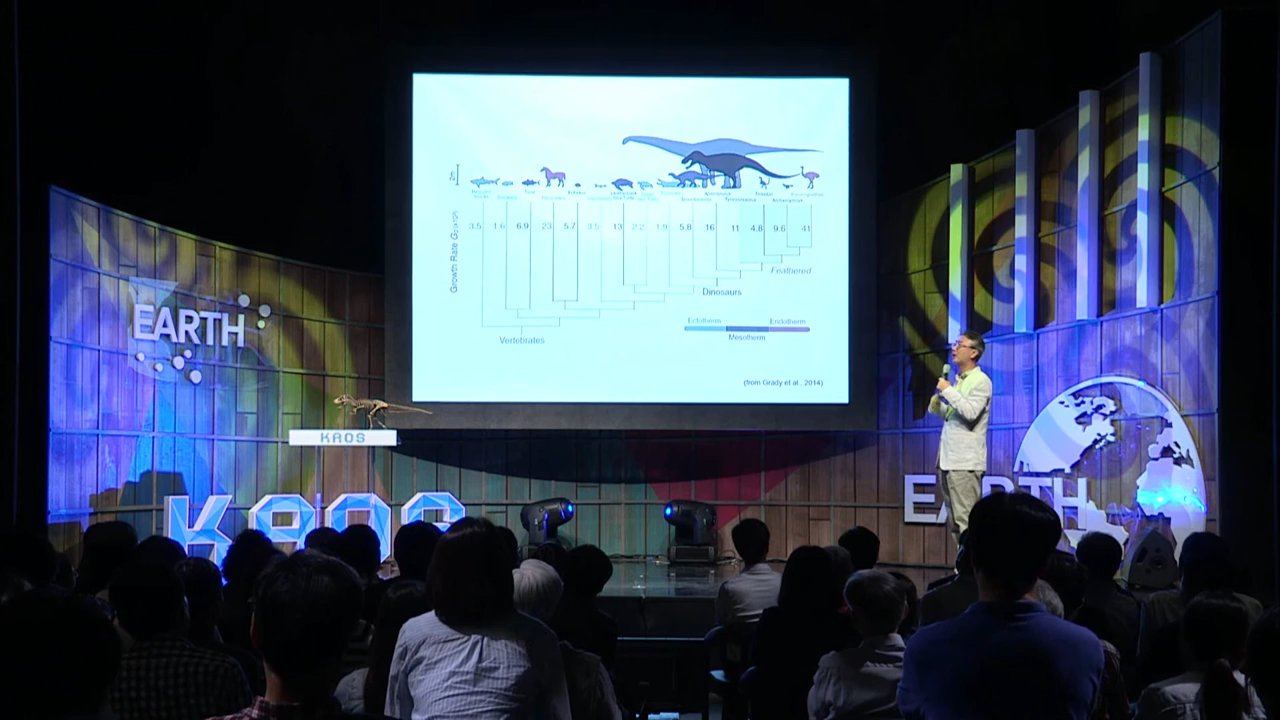 3.5 1.6 6.9 23 5.7 3.5 13 2.2 1.9 5.8 16 11 4.8 9.6 41
Growth Rate
Tyrannosaurus
Feathered
Dinosaurs
Ectotherm Endotherm
Mesotherm
Vertebrates
(from Grady et al., 2014)
EARTH
KAOS
KAOS
EARTH